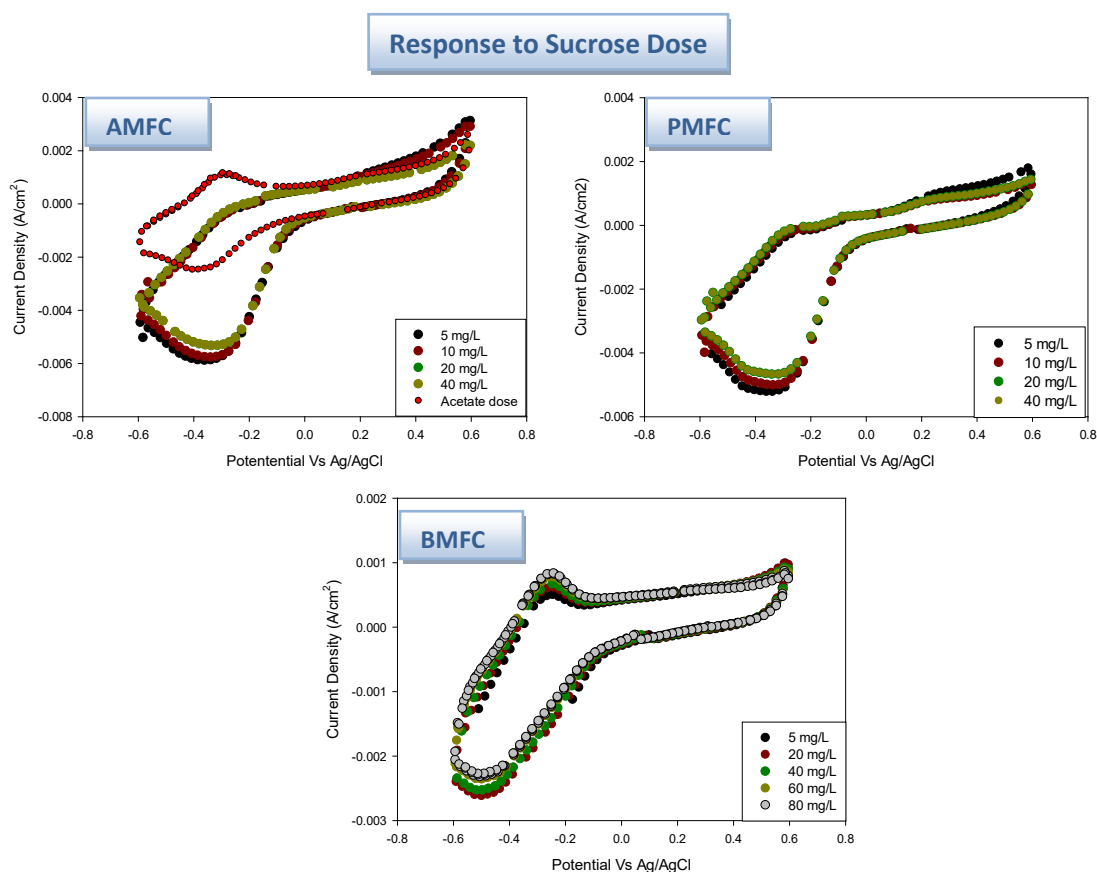 Response to Sucrose Dose
AMFC
0.004
0.002
0.000
-0.002
-0.004
-0.006
-0.008
Current Density (A/cm²)
-0.8 -0.6 -0.4 -0.2 0.0 0.2 0.4 0.6 0.8
Potentential Vs Ag/AgCl
5 mg/L
10 mg/L
20 mg/L
40 mg/L
Acetate dose
PMFC
0.004
0.002
0.000
-0.002
-0.004
-0.006
Current Density (A/cm2)
-0.8 -0.6 -0.4 -0.2 0.0 0.2 0.4 0.6 0.8
Potential Vs Ag/AgCl
5 mg/L
10 mg/L
20 mg/L
40 mg/L
BMFC
0.002
0.001
0.000
-0.001
-0.002
-0.003
Current Density (A/cm²)
-0.8 -0.6 -0.4 -0.2 0.0 0.2 0.4 0.6 0.8
Potential Vs Ag/AgCl
5 mg/L
20 mg/L
40 mg/L
60 mg/L
80 mg/L